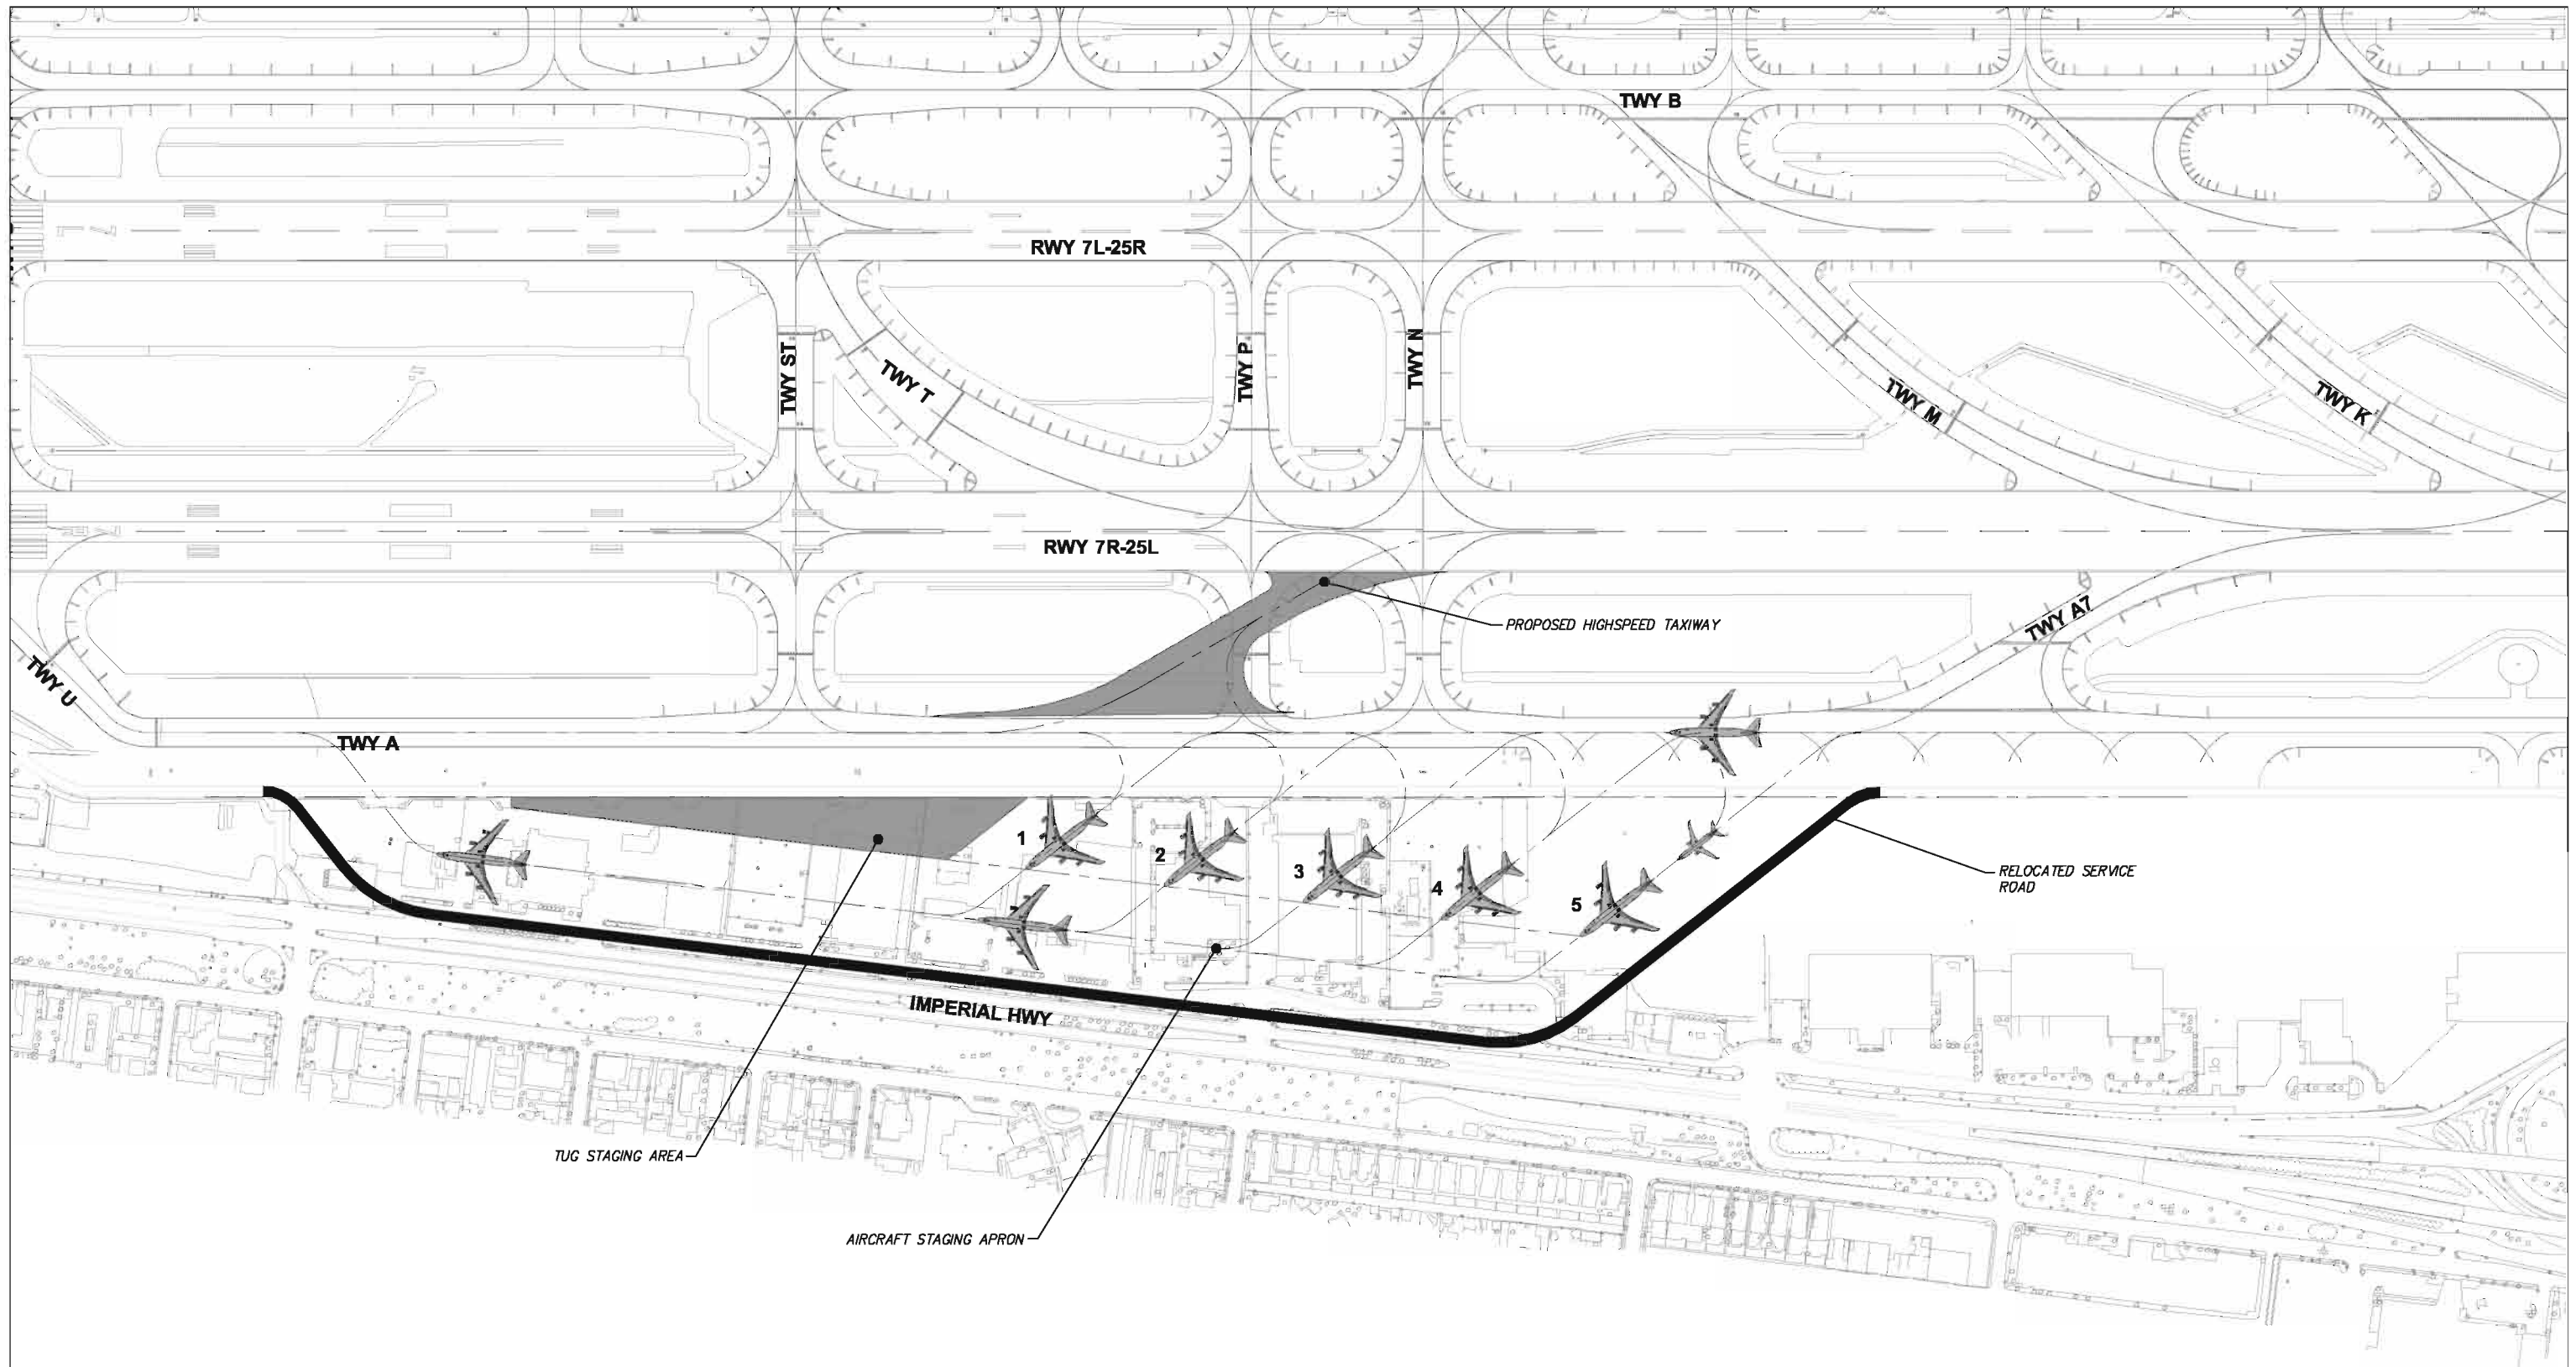 TWY B
RWY 7L-25R
TWY ST
TWY T
TWY P
TWY N
TWY M
TWY K
RWY 7R-25L
PROPOSED HIGHSPEED TAXIWAY
TWY A7
TWY U
TWY A
1
2
3
4
5
RELOCATED SERVICE
ROAD
IMPERIAL HWY
TUG STAGING AREA
AIRCRAFT STAGING APRON